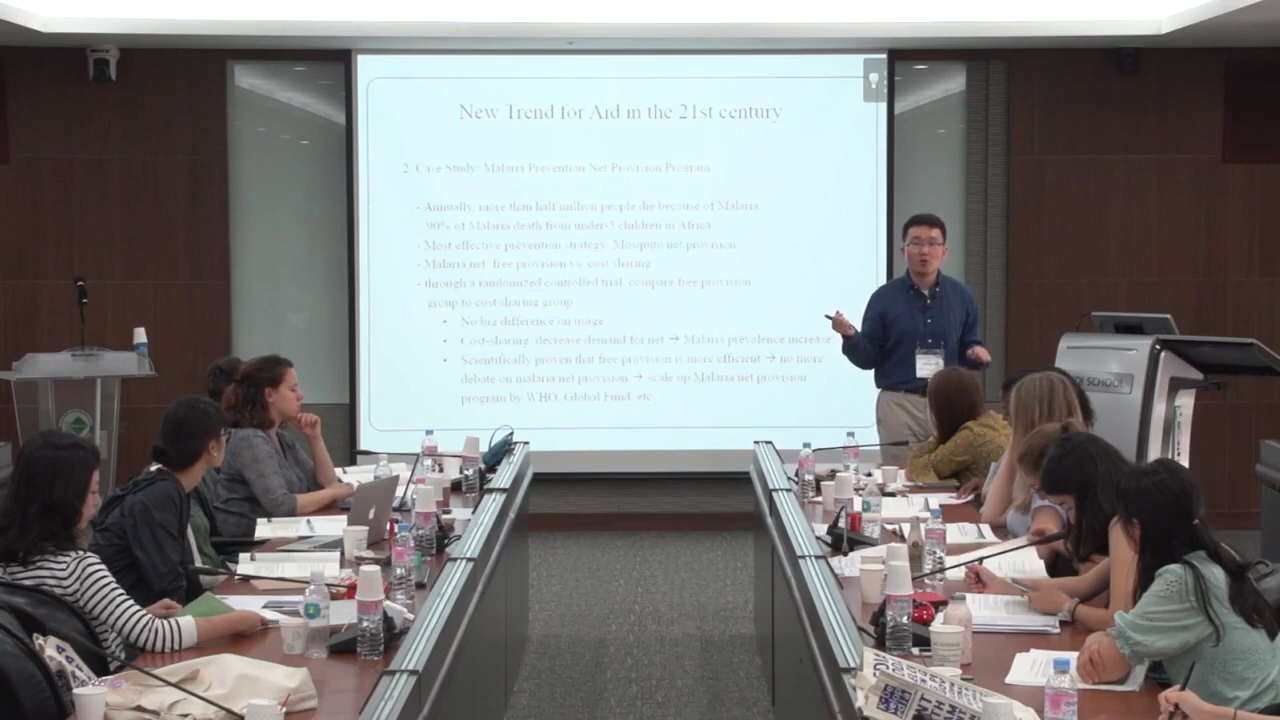 New Trend for Aid in the 21st century
2. Case Study: Malaria Prevention Net Provision Program
- Annually, more than half million people die because of Malaria
90% of Malaria death from under-5 children in Africa
- Most effective prevention strategy: Mosquito net provision
- Malaria net: free provision vs. cost sharing
- through a randomized controlled trial, compare free provision
group to cost sharing group
• No big difference on usage
• Cost-sharing: decrease demand for net → Malaria prevalence increase
• Scientifically proven that free provision is more efficient → no more
debate on malaria net provision → scale up Malaria net provision
program by WHO, Global Fund, etc
DI SCHOOL